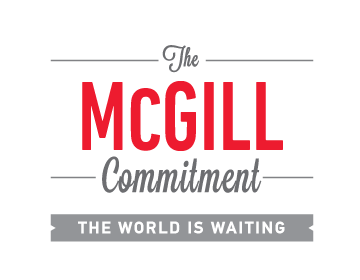 The
McGILL
Commitment
THE WORLD IS WAITING